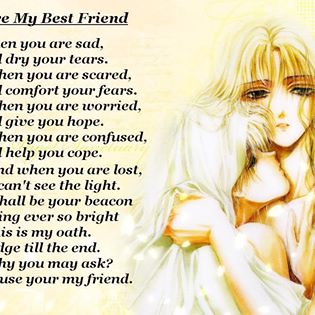 e My Best Friend
en you are sad,
l dry your tears.
hen you are scared,
l comfort your fears.
hen you are worried,
l give you hope.
hen you are confused,
l help you cope.
nd when you are lost,
can't see the light.
hall be your beacon
ing ever so bright
is is my oath.
dge till the end.
hy you may ask?
use your my friend.